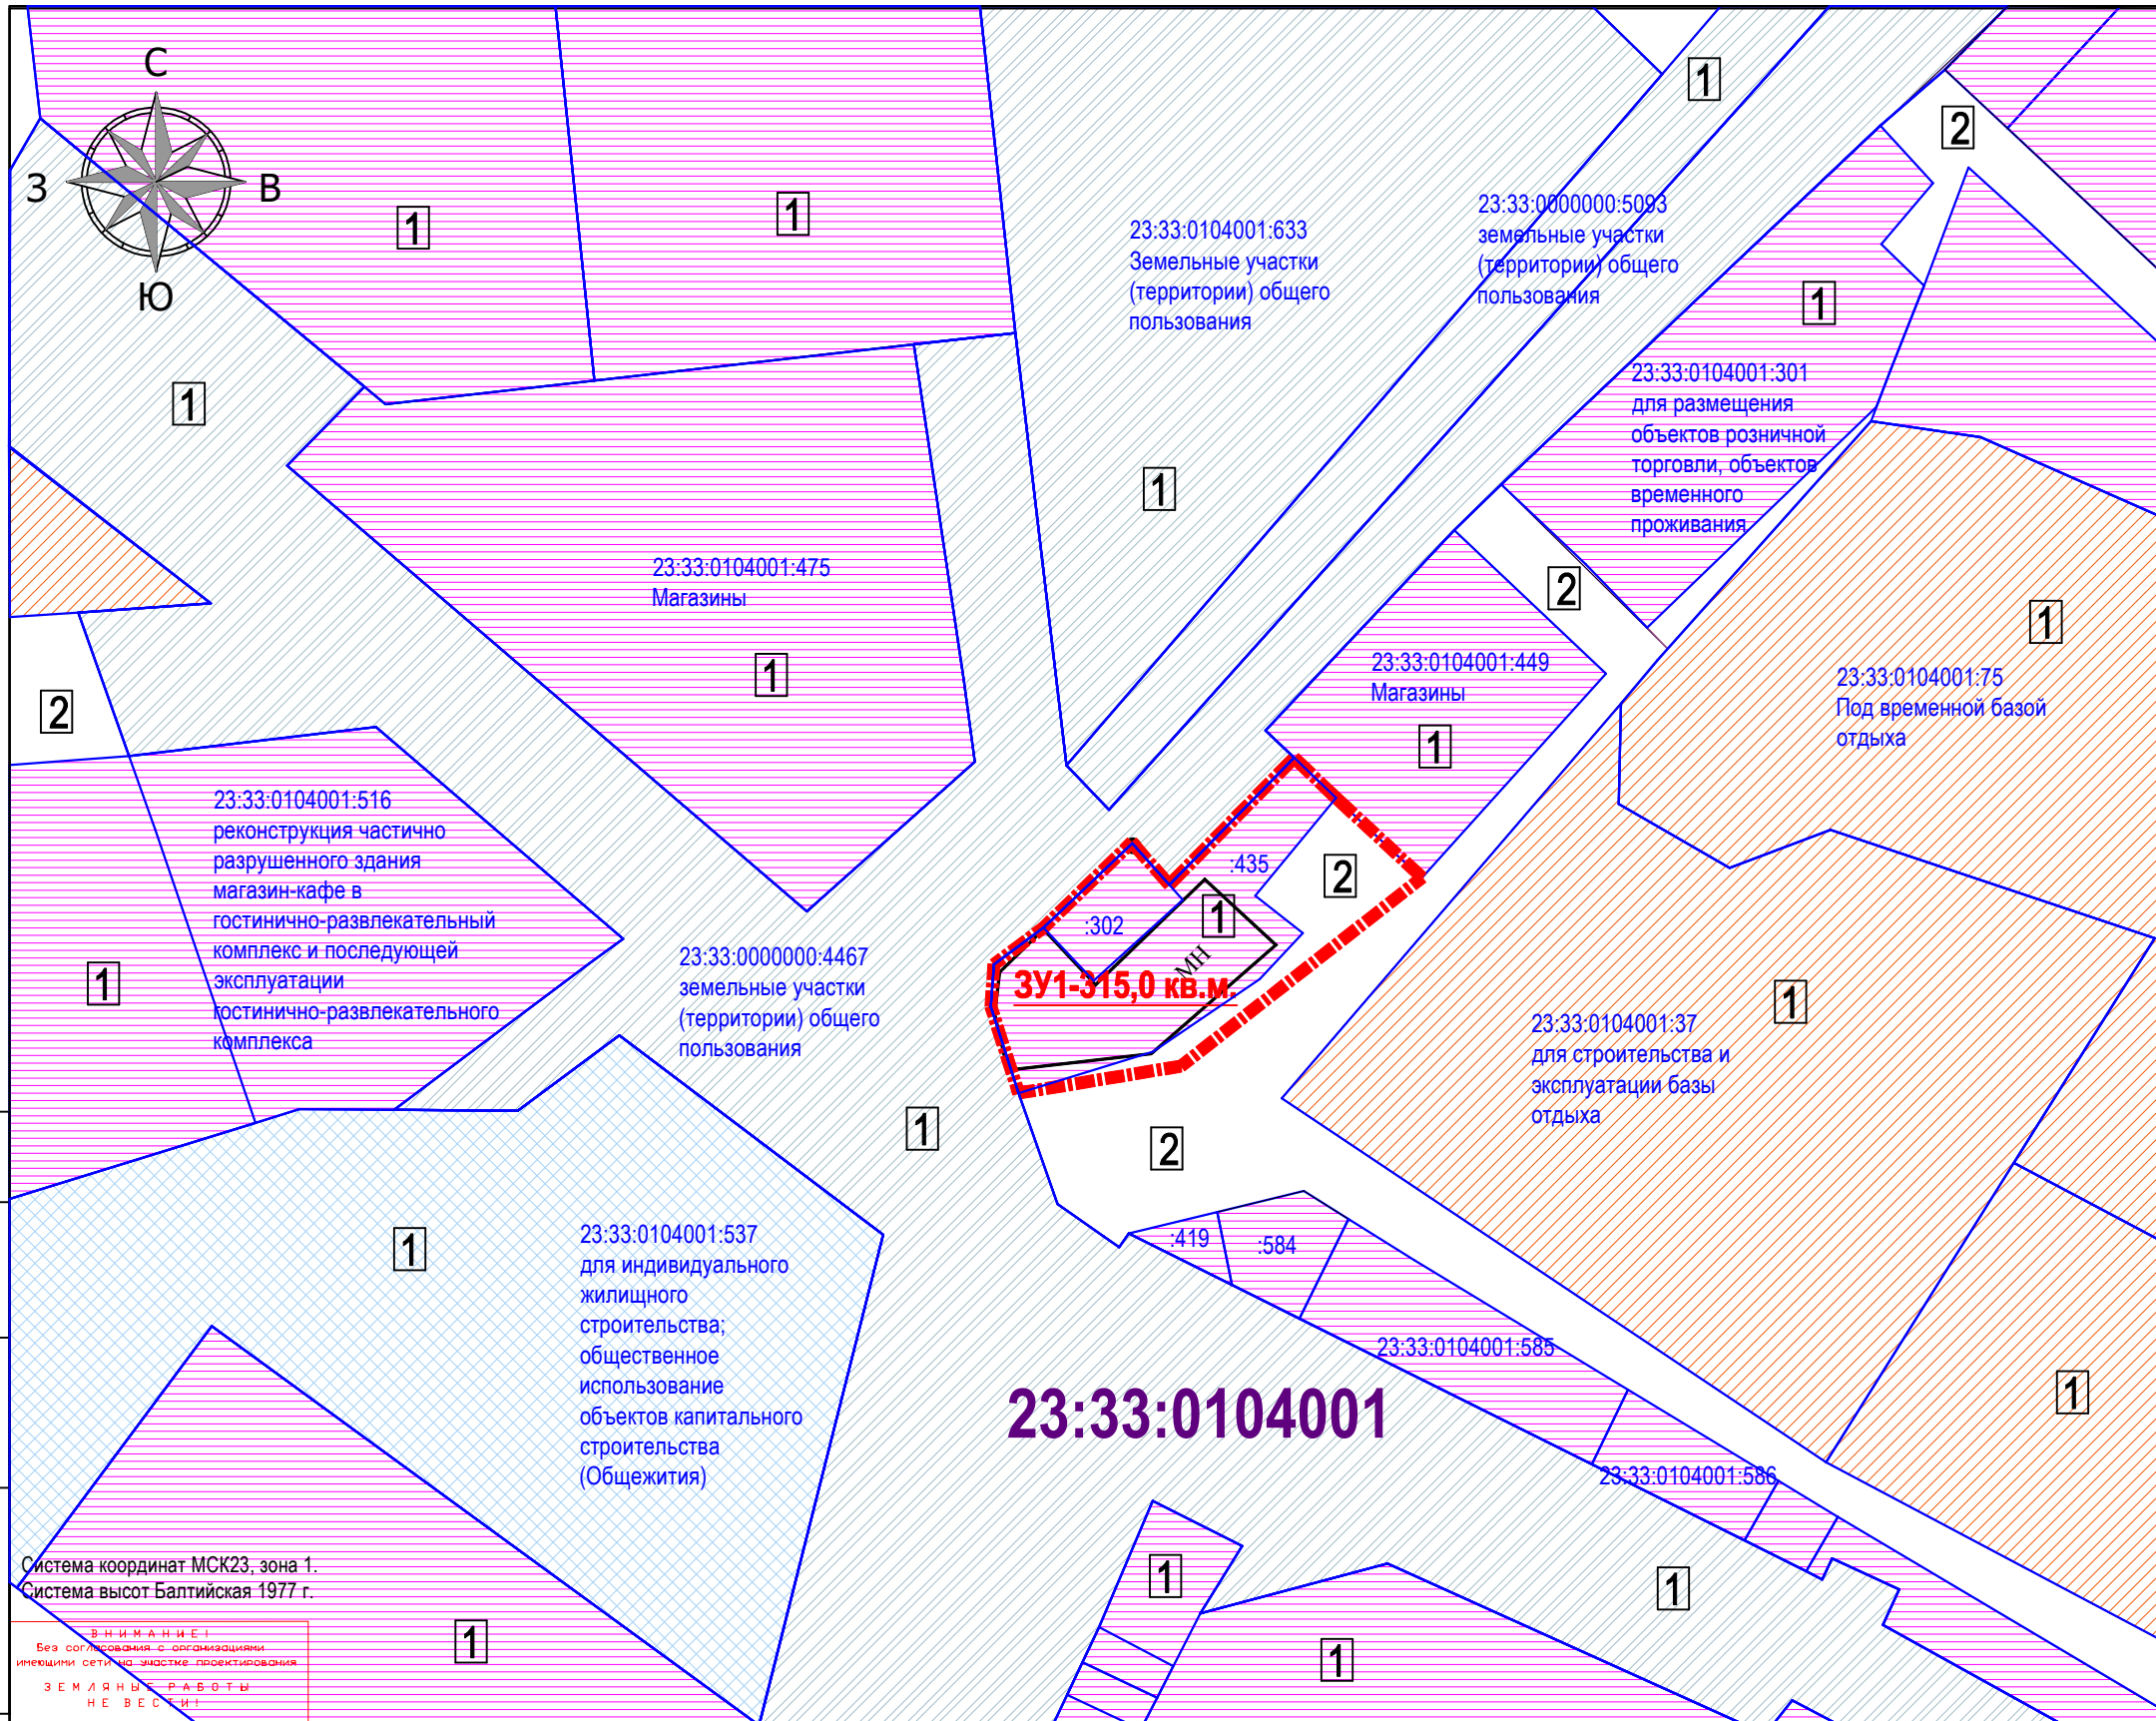 С
З
В
Ю
1
1
1
1
2
1
1
1
1
2
1
1
2
1
2
1
1
1
1
2
1
1
1
1
1
1
23:33:0104001:633
Земельные участки
(территории) общего
пользования
23:33:0000000:5093
земельные участки
(территории) общего
пользования
23:33:0104001:301
для размещения
объектов розничной
торговли, объектов
временного
проживания
23:33:0104001:475
Магазины
23:33:0104001:449
Магазины
23:33:0104001:75
Под временной базой
отдыха
23:33:0104001:516
реконструкция частично
разрушенного здания
магазин-кафе в
гостинично-развлекательный
комплекс и последующей
эксплуатации
гостинично-развлекательного
комплекса
:435
:302
МН
ЗУ1-315,0 кв.м.
23:33:0000000:4467
земельные участки
(территории) общего
пользования
23:33:0104001:37
для строительства и
эксплуатации базы
отдыха
23:33:0104001:537
для индивидуального
жилищного
строительства;
общественное
использование
объектов капитального
строительства
(Общежития)
:419
:584
23:33:0104001:585
23:33:0104001
23:33:0104001:586
Система координат МСК23, зона 1.
Система высот Балтийская 1977 г.
ВНИМАНИЕ!
Без согласования с организациями
имеющими сети на участке проектирования
ЗЕМЛЯНЫЕ РАБОТЫ
НЕ ВЕСТИ!